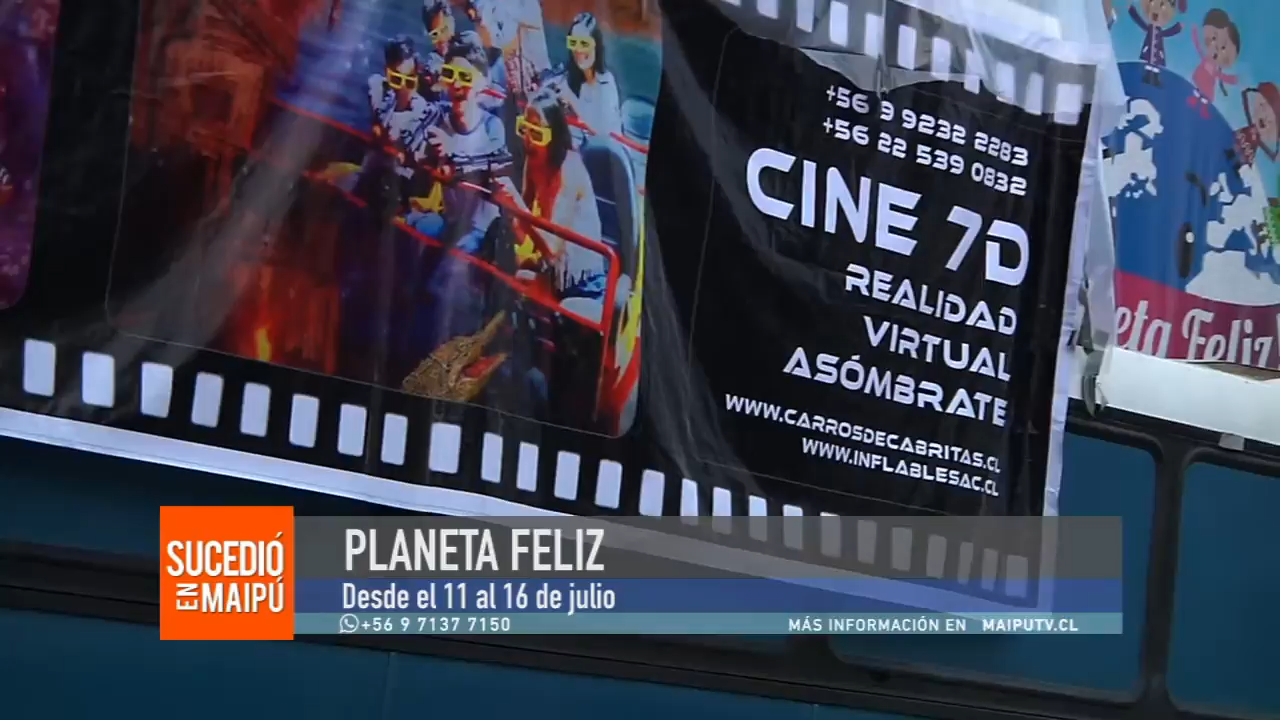 +56 9 9232 2283
+56 22 539 0832
CINE 7D
REALIDAD
VIRTUAL
ASÓMBRATE
WWW.CARROSDECABRITAS.CL
WWW.INFLABLESAC.CL
eta Feliz
SUCEDIÓ
EN MAIPÚ
PLANETA FELIZ
Desde el 11 al 16 de julio
+56 9 7137 7150
MÁS INFORMACIÓN EN MAIPUTV.CL